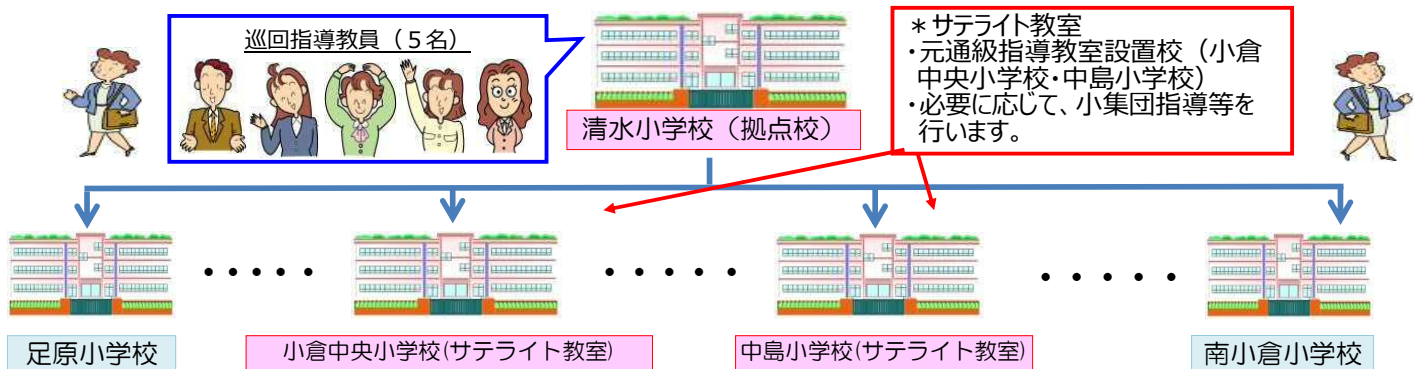 巡回指導教員（５名）
清水小学校（拠点校）
＊サテライト教室
・元通級指導教室設置校（小倉
中央小学校・中島小学校）
・必要に応じて、小集団指導等を
行います。
・・・・・
・・・・・
・・・・・
足原小学校
小倉中央小学校(サテライト教室)
中島小学校(サテライト教室)
南小倉小学校